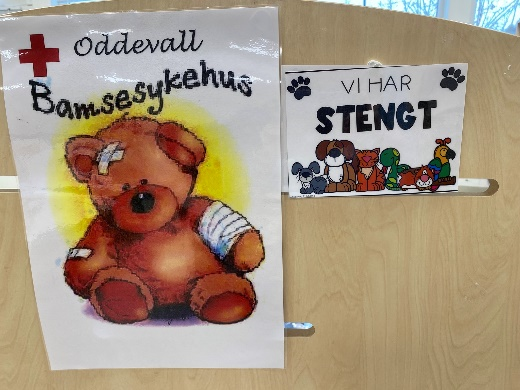 Oddevall
Bamsesykehus
VI HAR
STENGT